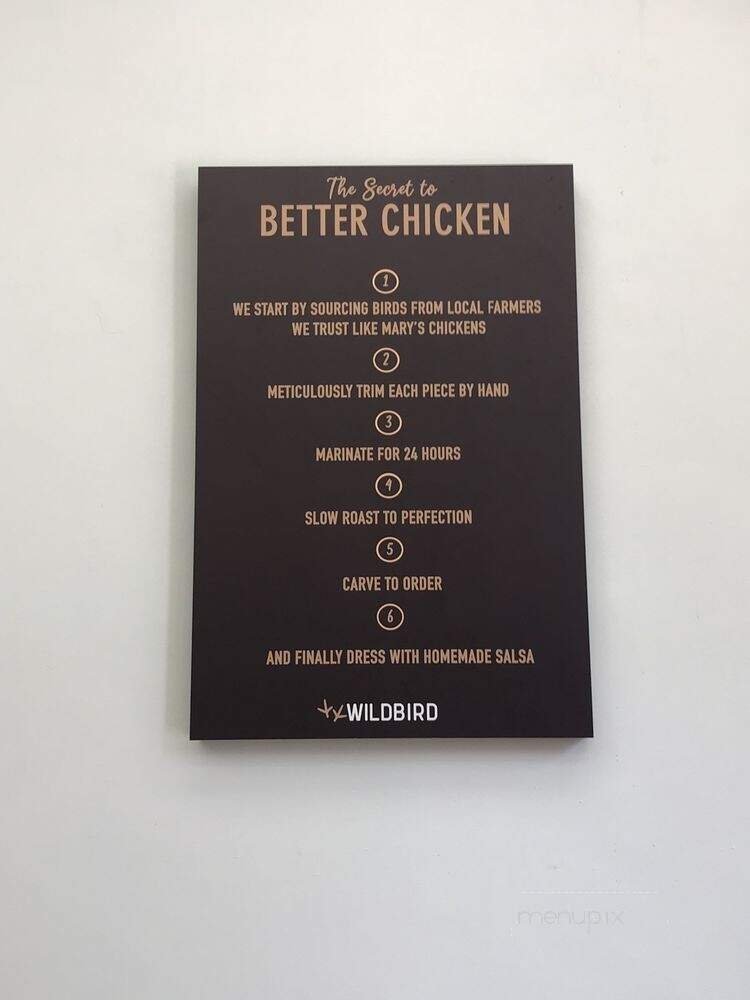 The Secret to
BETTER CHICKEN
1
WE START BY SOURCING BIRDS FROM LOCAL FARMERS
WE TRUST LIKE MARY'S CHICKENS
2
METICULOUSLY TRIM EACH PIECE BY HAND
3
MARINATE FOR 24 HOURS
4
SLOW ROAST TO PERFECTION
5
CARVE TO ORDER
6
AND FINALLY DRESS WITH HOMEMADE SALSA
WILDBIRD
menupix